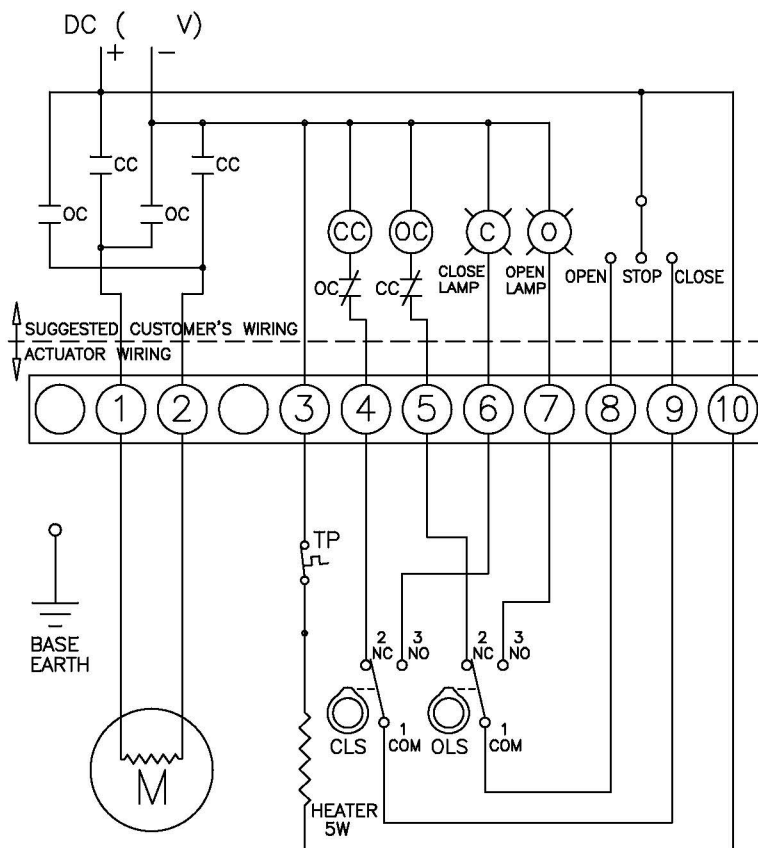 DC ( V)
+ −
CC CC
OC OC
CC OC C O
OC CC CLOSE LAMP OPEN LAMP OPEN STOP CLOSE
SUGGESTED CUSTOMER'S WIRING
ACTUATOR WIRING
1 2 3 4 5 6 7 8 9 10
TP
BASE
EARTH
2 NC 3 NO 2 NC 3 NO
CLS 1 COM OLS 1 COM
M
HEATER
5W